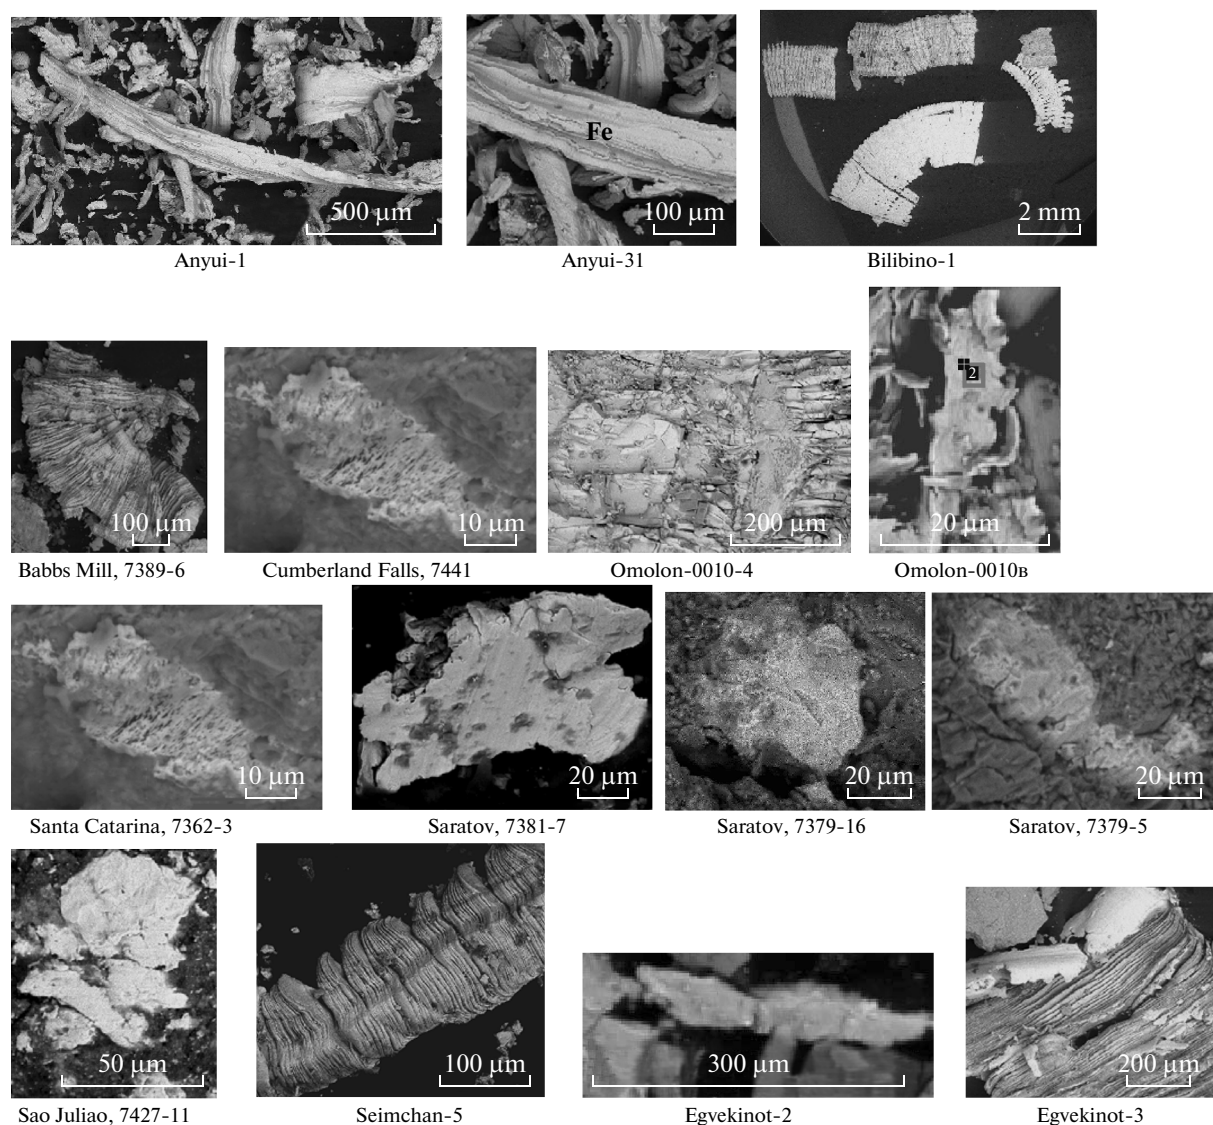 Fe
500 µm
100 µm
2 mm
Anyui-1
Anyui-31
Bilibino-1
2
100 µm
10 µm
200 µm
20 µm
Babbs Mill, 7389-6
Cumberland Falls, 7441
Omolon-0010-4
Omolon-0010в
10 µm
20 µm
20 µm
20 µm
Santa Catarina, 7362-3
Saratov, 7381-7
Saratov, 7379-16
Saratov, 7379-5
50 µm
100 µm
300 µm
200 µm
Sao Juliao, 7427-11
Seimchan-5
Egvekinot-2
Egvekinot-3